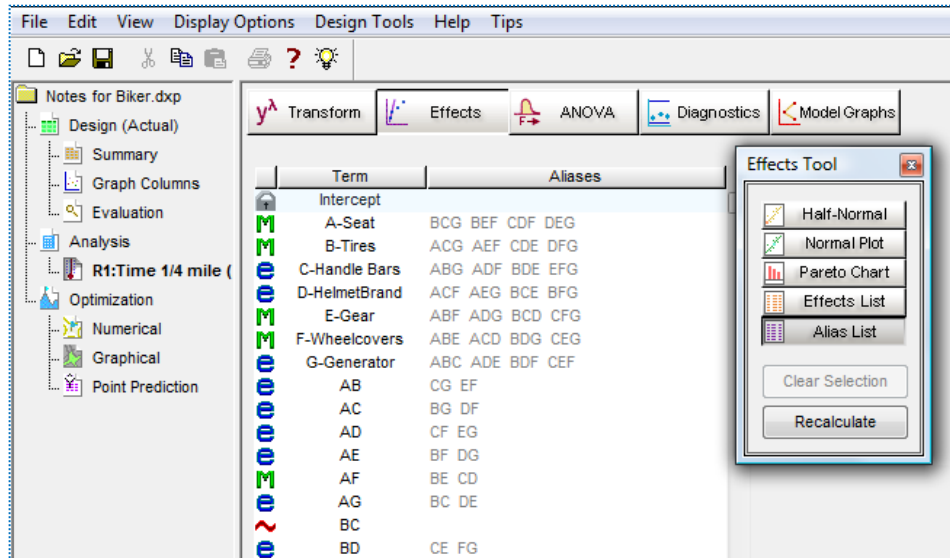 File Edit View Display Options Design Tools Help Tips
Notes for Biker.dxp
Design (Actual)
Summary
Graph Columns
Evaluation
Analysis
R1:Time 1/4 mile (
Optimization
Numerical
Graphical
Point Prediction
yλ Transform Effects F ANOVA Diagnostics Model Graphs
Term Aliases
Intercept
M A-Seat BCG BEF CDF DEG
M B-Tires ACG AEF CDE DFG
e C-Handle Bars ABG ADF BDE EFG
e D-HelmetBrand ACF AEG BCE BFG
M E-Gear ABF ADG BCD CFG
M F-Wheelcovers ABE ACD BDG CEG
e G-Generator ABC ADE BDF CEF
e AB CG EF
e AC BG DF
e AD CF EG
e AE BF DG
M AF BE CD
e AG BC DE
~ BC
e BD CE FG
Effects Tool
Half-Normal
Normal Plot
Pareto Chart
Effects List
Alias List
Clear Selection
Recalculate